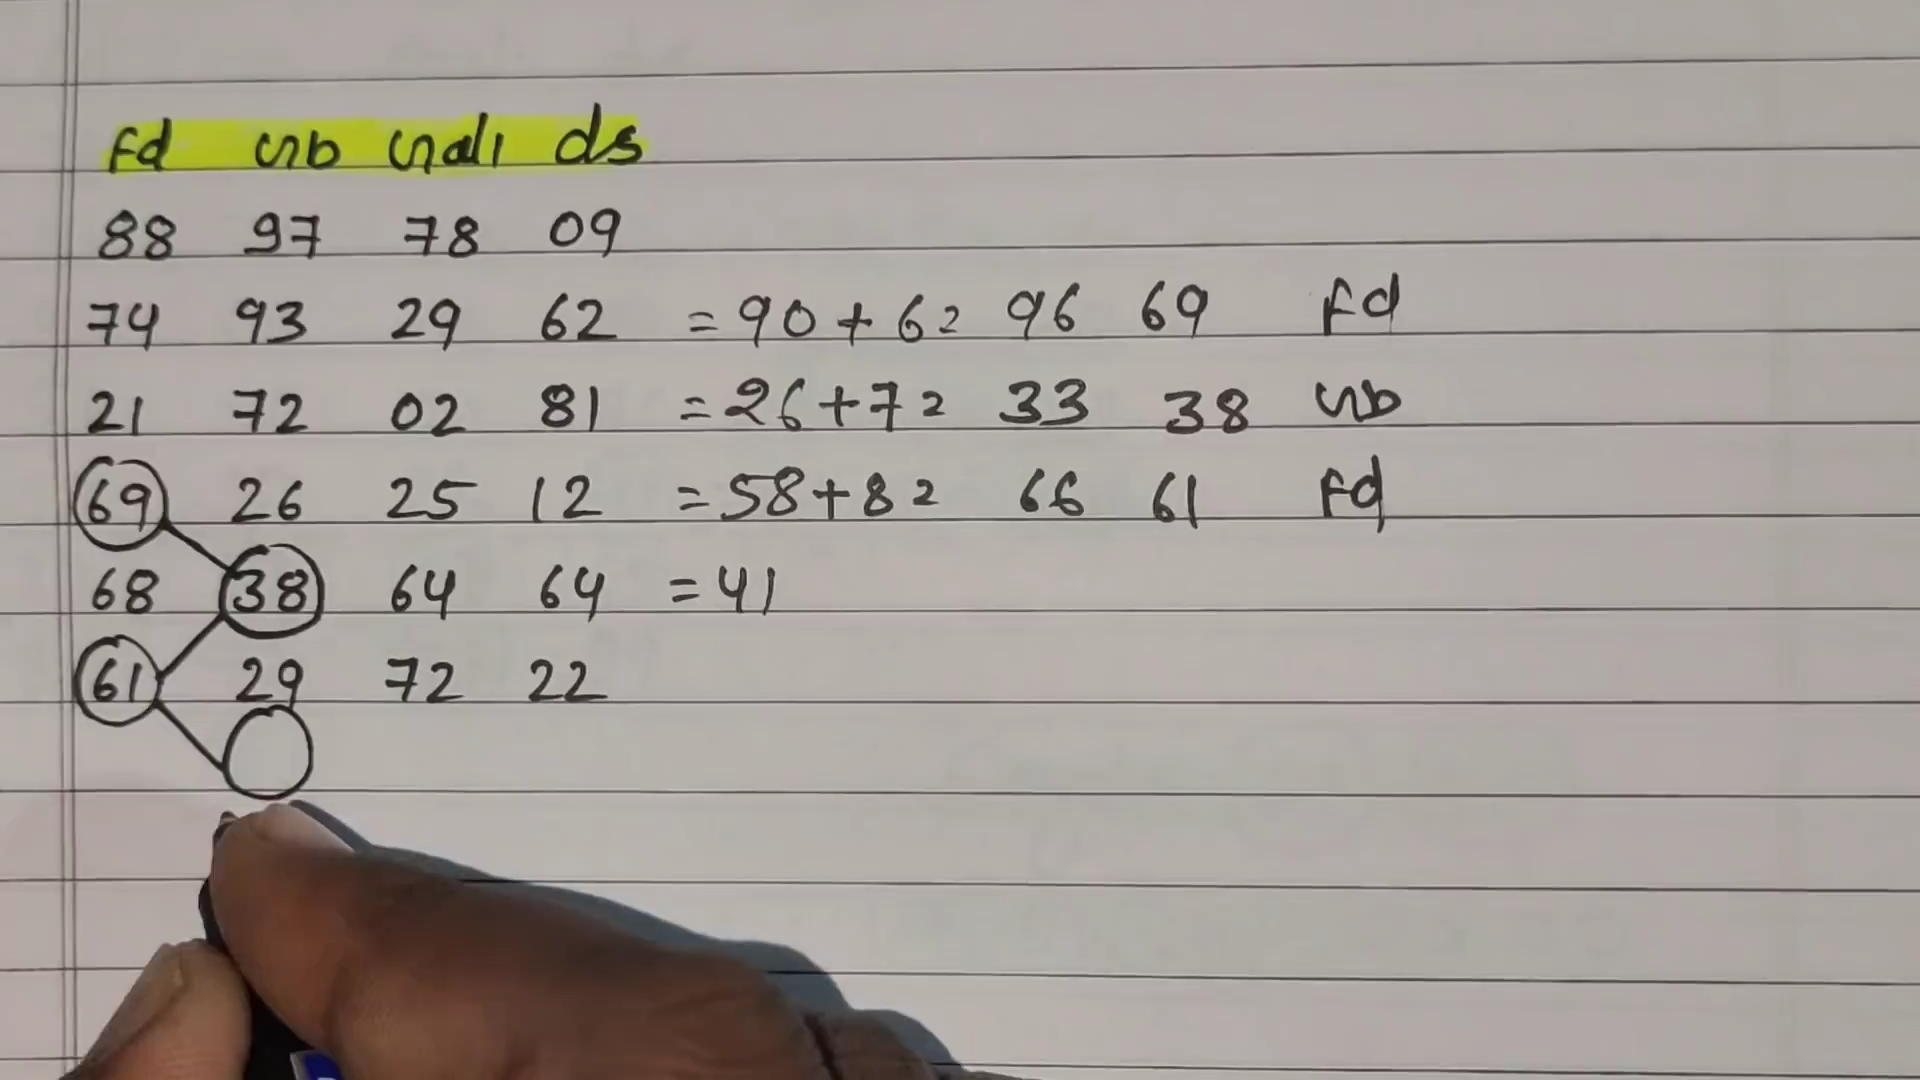 Fd Gb Gali ds
88 97 78 09
74 93 29 62 =90+6= 96 69 Fd
21 72 02 81 =26+7= 33 38 Gb
69 26 25 12 =58+8= 66 61 Fd
68 38 64 64 =41
61 29 72 22